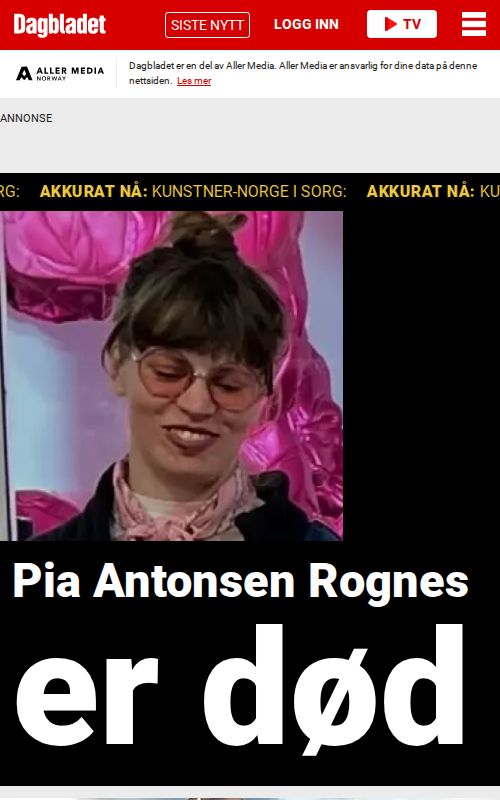 Dagbladet
SISTE NYTT
LOGG INN
TV
ALLER MEDIA
NORWAY
Dagbladet er en del av Aller Media. Aller Media er ansvarlig for dine data på denne
nettsiden. Les mer
ANNONSE
RG: AKKURAT NÅ: KUNSTNER-NORGE I SORG: AKKURAT NÅ: KU
Pia Antonsen Rognes
er død